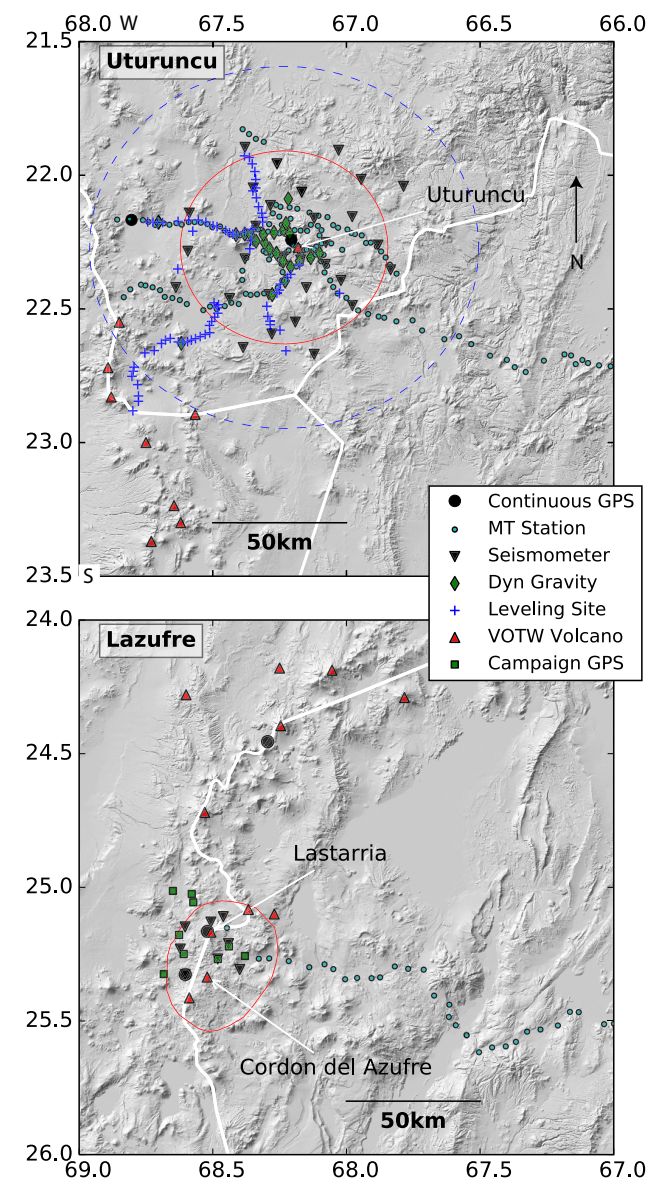 68.0 W 67.5 67.0 66.5 66.0
21.5
Uturuncu
22.0
Uturuncu
N
22.5
23.0
50km
23.5 S
Continuous GPS
MT Station
Seismometer
Dyn Gravity
Leveling Site
VOTW Volcano
Campaign GPS
24.0
Lazufre
24.5
Lastarria
25.0
25.5
Cordon del Azufre
50km
26.0
69.0 68.5 68.0 67.5 67.0